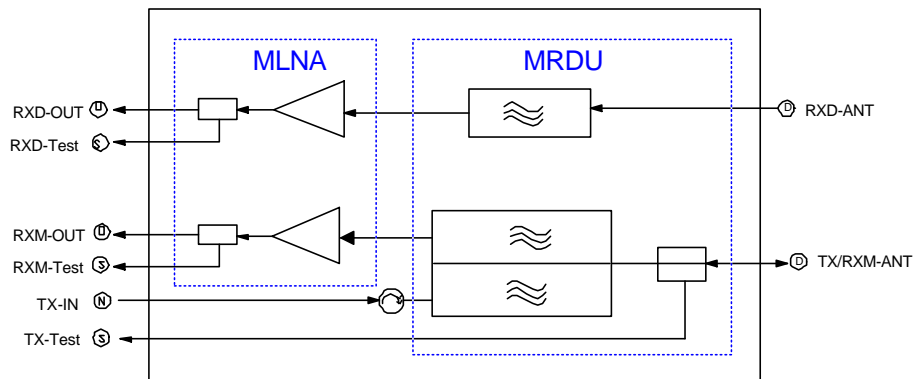 MLNA
MRDU
RXD-OUT
RXD-Test
RXM-OUT
RXM-Test
TX-IN
N
TX-Test
D RXD-ANT
D TX/RXM-ANT